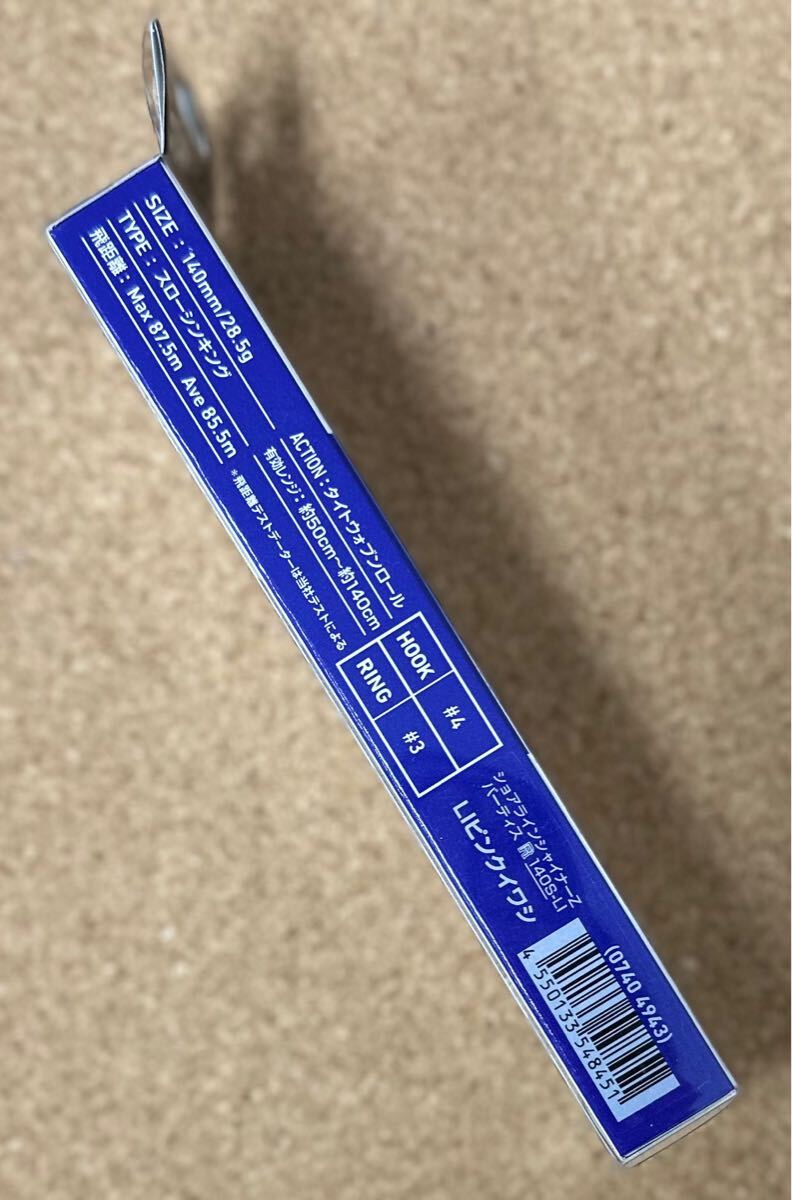 SIZE : 140mm/28.5g
TYPE : スローシンキング
飛距離 : Max 87.5m Ave 85.5m
ACTION : タイトウォブンロール
有効レンジ : 約50cm〜約140cm
*飛距離テストデーターは当社テストによる
HOOK #4
RING #3
ショアラインシャイナーZ
バーティス 飛 140S-LI
LIピンクイワシ
(0740 4943)
4 550133 548451